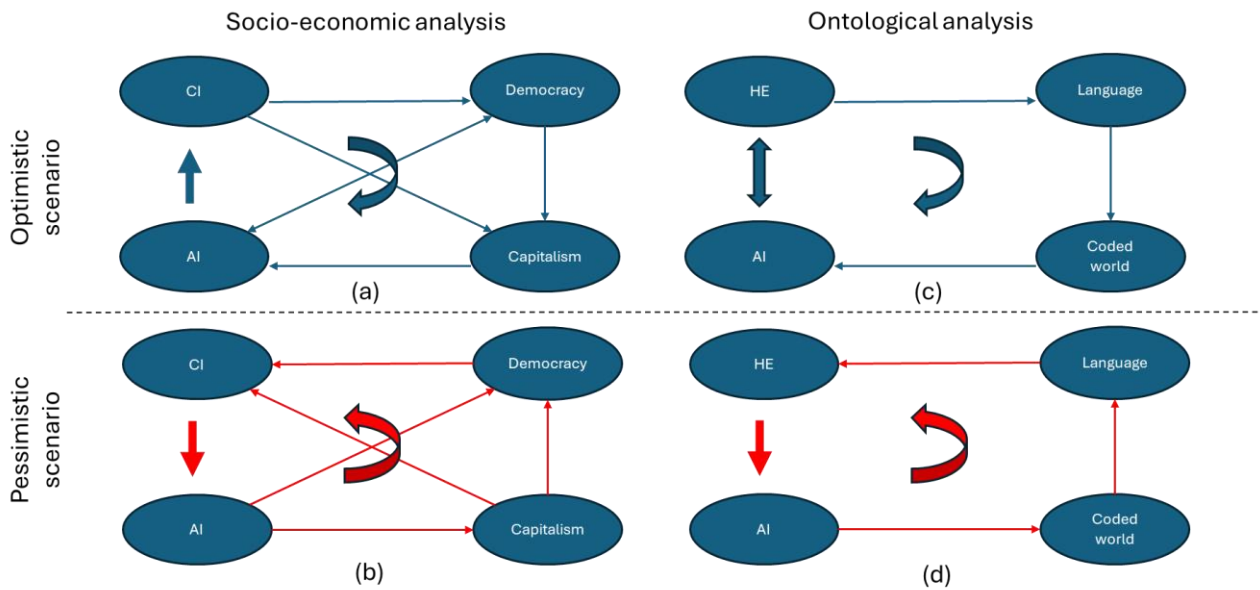 Socio-economic analysis
Ontological analysis
Optimistic
scenario
CI
Democracy
AI
Capitalism
(a)
HE
Language
AI
Coded
world
(c)
Pessimistic
scenario
CI
Democracy
AI
Capitalism
(b)
HE
Language
AI
Coded
world
(d)